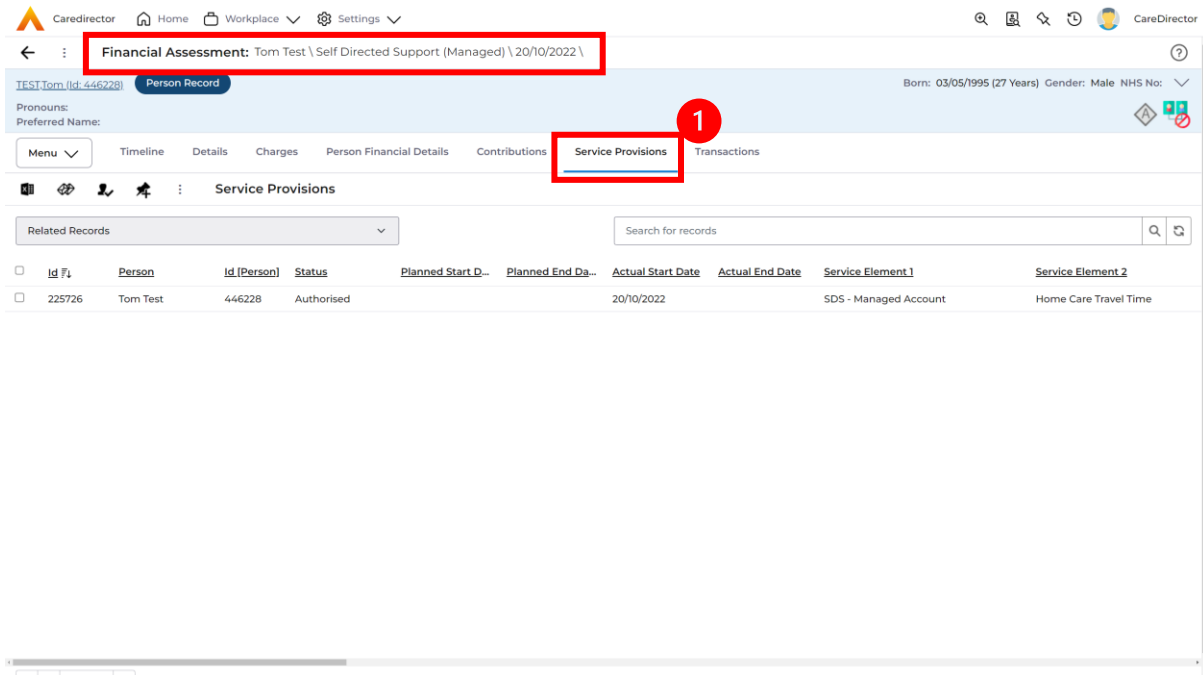 Caredirector Home Workplace Settings CareDirector
Financial Assessment: Tom Test \ Self Directed Support (Managed) \ 20/10/2022 \
TEST,Tom (Id: 446228) Person Record Born: 03/05/1995 (27 Years) Gender: Male NHS No:
Pronouns:
Preferred Name:
A
1
Menu Timeline Details Charges Person Financial Details Contributions Service Provisions Transactions
Service Provisions
Related Records Search for records
Id Person Id [Person] Status Planned Start D... Planned End Da... Actual Start Date Actual End Date Service Element 1 Service Element 2
225726 Tom Test 446228 Authorised 20/10/2022 SDS - Managed Account Home Care Travel Time